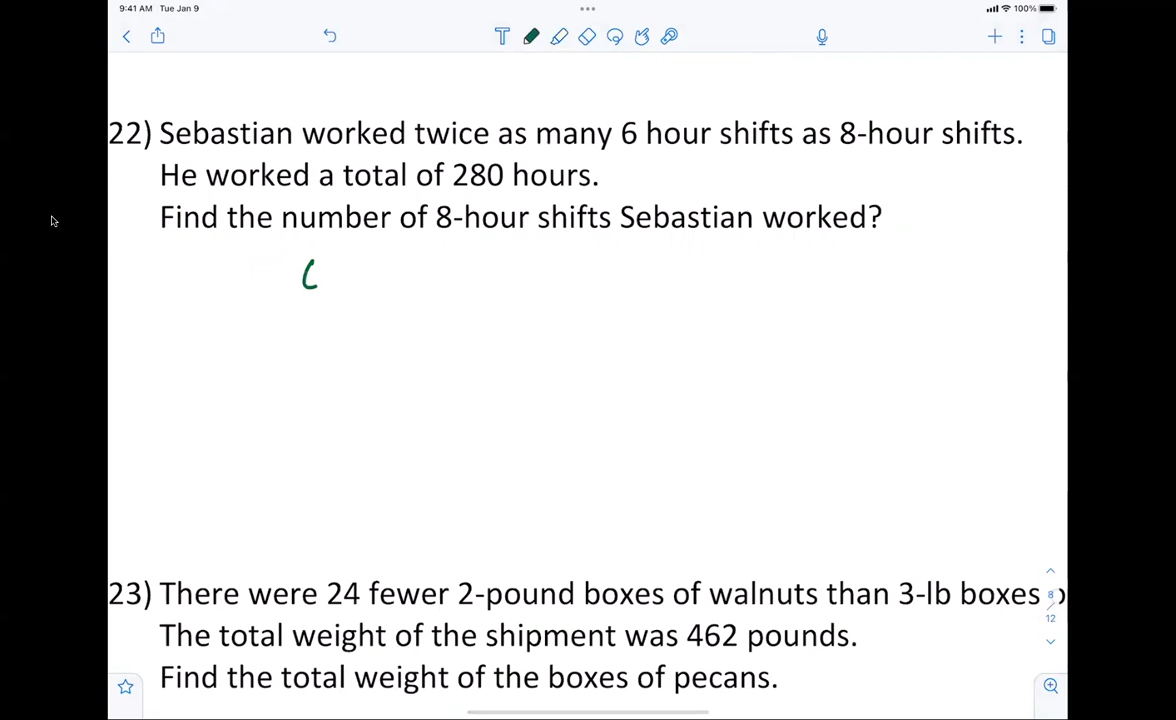 9:41 AM Tue Jan 9
100%
T
22) Sebastian worked twice as many 6 hour shifts as 8-hour shifts.
He worked a total of 280 hours.
Find the number of 8-hour shifts Sebastian worked?
23) There were 24 fewer 2-pound boxes of walnuts than 3-lb boxes
The total weight of the shipment was 462 pounds.
Find the total weight of the boxes of pecans.
8
/
12